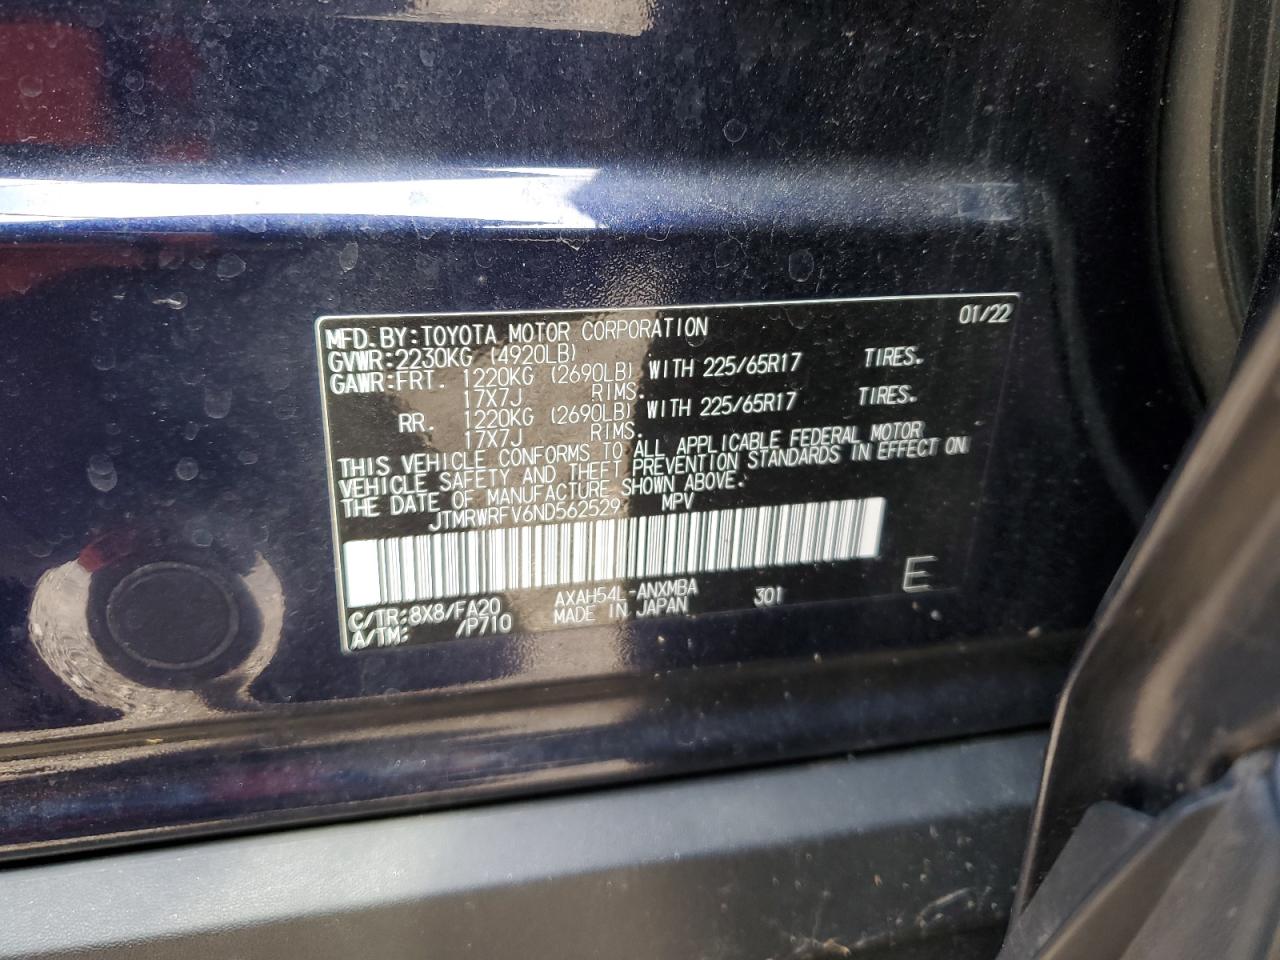 MFD. BY: TOYOTA MOTOR CORPORATION 01/22
GVWR: 2230KG (4920LB)
GAWR: FRT. 1220KG (2690LB) WITH 225/65R17 TIRES.
17X7J RIMS.
RR. 1220KG (2690LB) WITH 225/65R17 TIRES.
17X7J RIMS.
THIS VEHICLE CONFORMS TO ALL APPLICABLE FEDERAL MOTOR
VEHICLE SAFETY AND THEFT PREVENTION STANDARDS IN EFFECT ON
THE DATE OF MANUFACTURE SHOWN ABOVE.
JTMRWRFV6ND562529 MPV
E
C/TR: 8X8/FA20 AXAH54L-ANXMBA 301
A/TM: /P710 MADE IN JAPAN